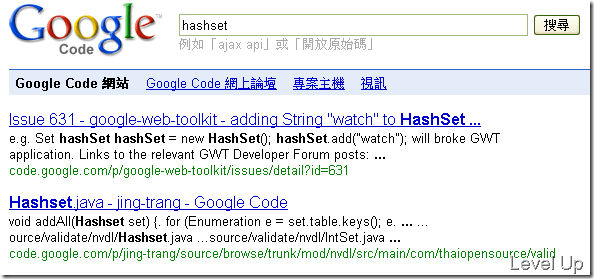 Google™
Code
hashset
搜尋
例如「ajax api」或「開放原始碼」
Google Code 網站 Google Code 網上論壇 專案主機 視訊
Issue 631 - google-web-toolkit - adding String "watch" to HashSet ...
e.g. Set hashSet hashSet = new HashSet(); hashSet.add("watch"); will broke GWT
application. Links to the relevant GWT Developer Forum posts: ...
code.google.com/p/google-web-toolkit/issues/detail?id=631
Hashset.java - jing-trang - Google Code
void addAll(Hashset set) {. for (Enumeration e = set.table.keys(); e. ... ...
ource/validate/nvdl/Hashset.java ...source/validate/nvdl/IntSet.java ...
code.google.com/p/jing-trang/source/browse/trunk/mod/nvdl/src/main/com/thaiopensource/valid
Level Up